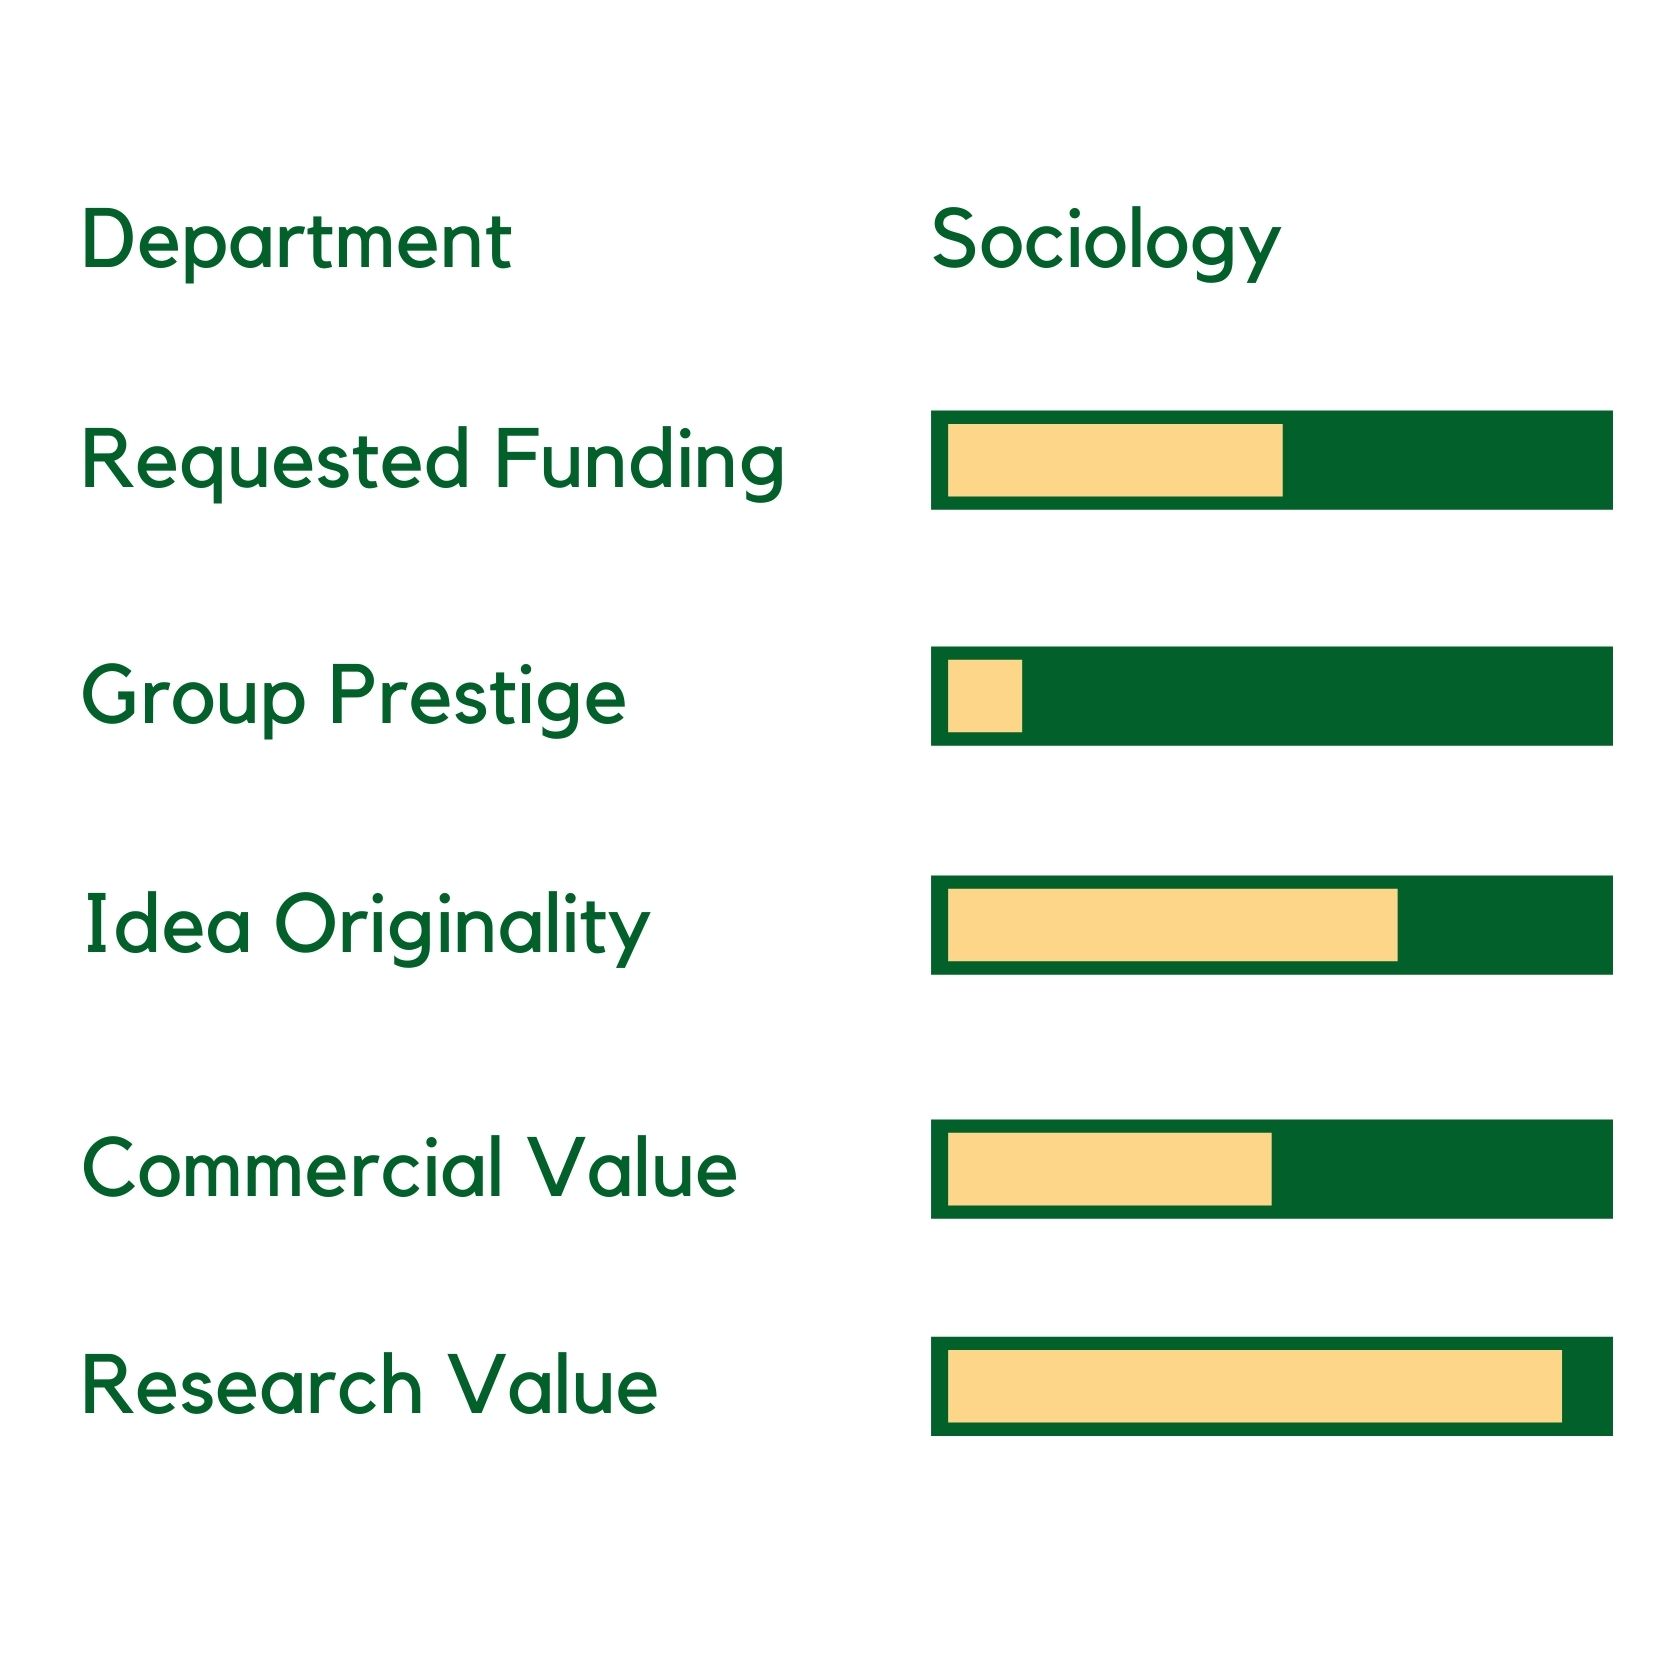 Department Sociology
Requested Funding
Group Prestige
Idea Originality
Commercial Value
Research Value